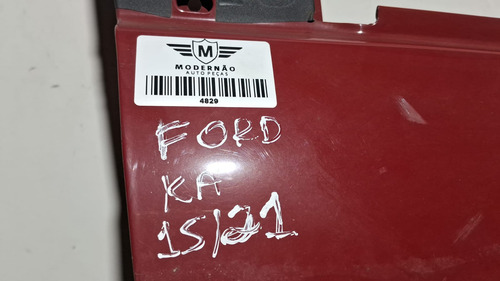 M
MODERNÃO
AUTO PEÇAS
4829
FORD
KA
15/21